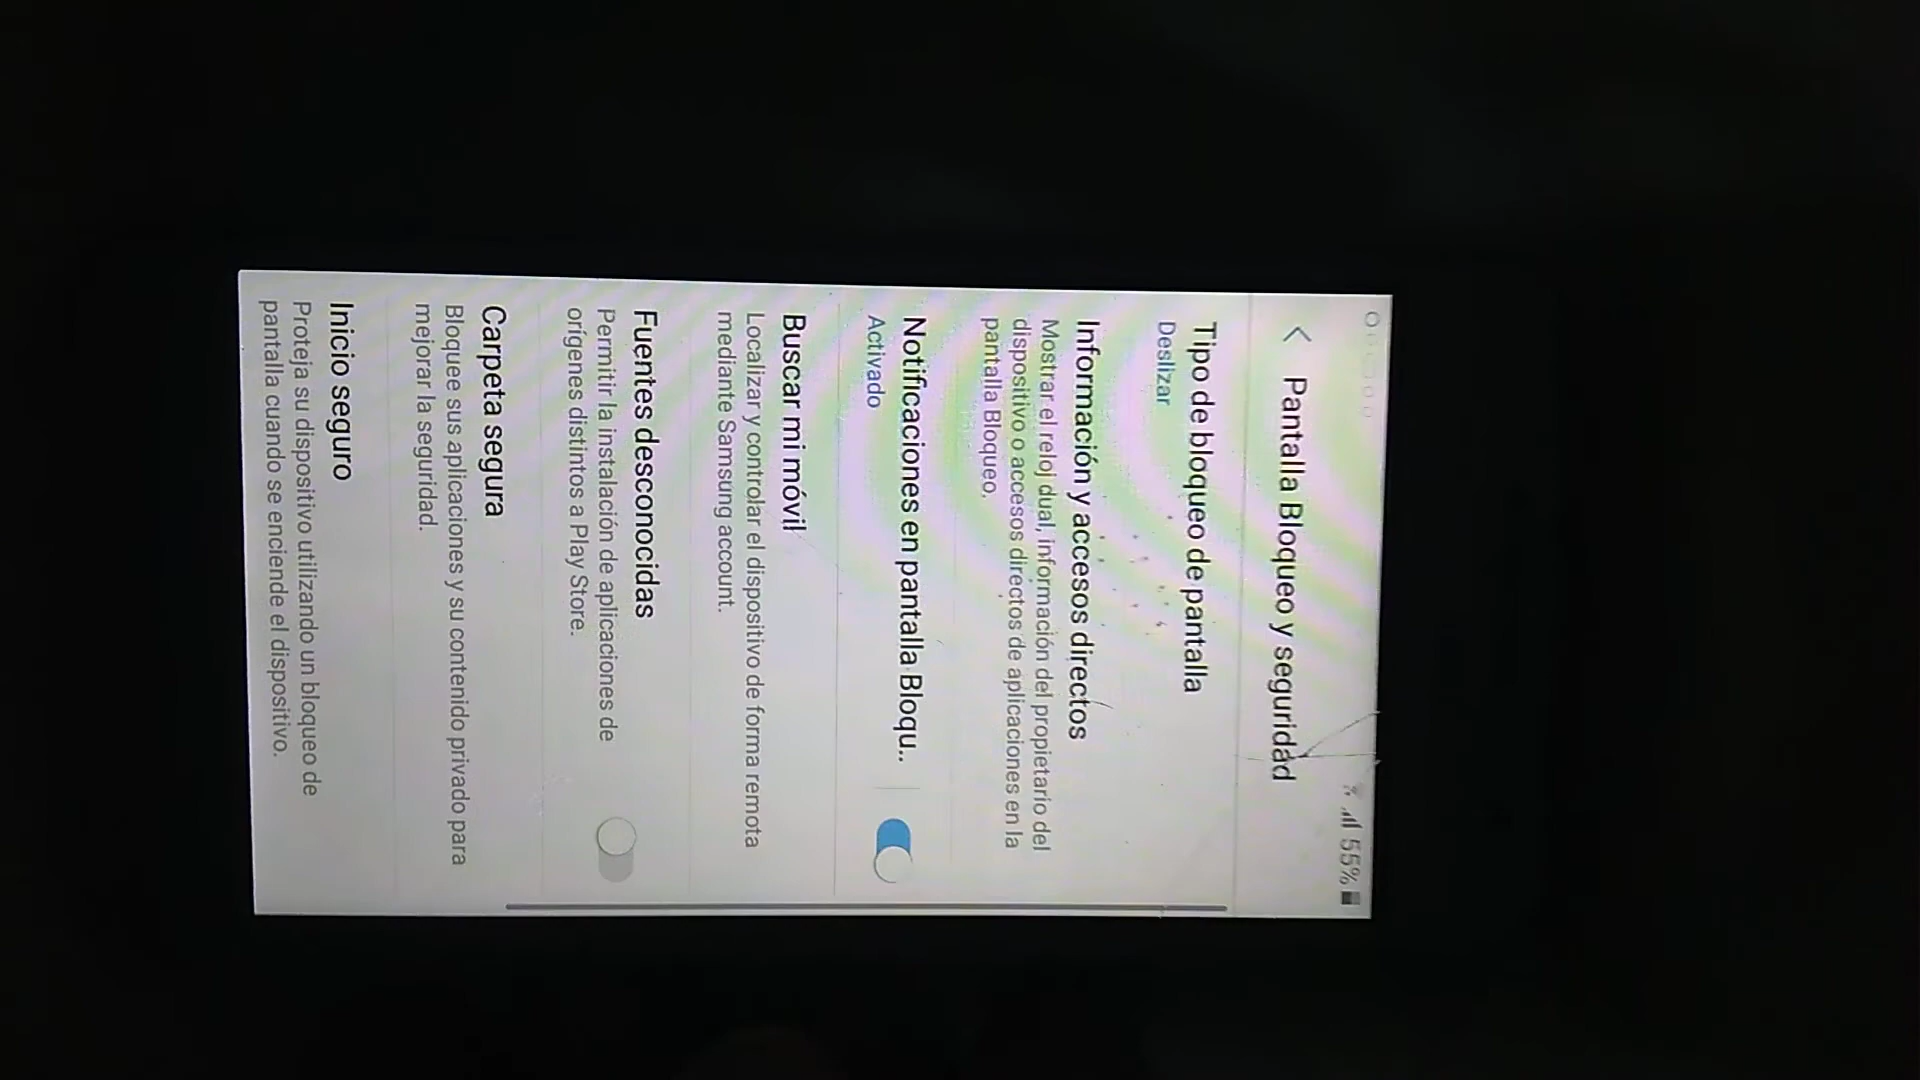 55%
Pantalla Bloqueo y seguridad
Tipo de bloqueo de pantalla
Deslizar
Información y accesos directos
Mostrar el reloj dual, información del propietario del
dispositivo o accesos directos de aplicaciones en la
pantalla Bloqueo.
Notificaciones en pantalla Bloqu..
Activado
Buscar mi móvil
Localizar y controlar el dispositivo de forma remota
mediante Samsung account.
Fuentes desconocidas
Permitir la instalación de aplicaciones de
orígenes distintos a Play Store.
Carpeta segura
Bloquee sus aplicaciones y su contenido privado para
mejorar la seguridad.
Inicio seguro
Proteja su dispositivo utilizando un bloqueo de
pantalla cuando se enciende el dispositivo.